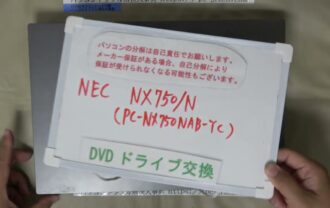 パソコンの分解は自己責任でお願いします。
メーカー保証がある場合、自己分解により
保証が受けられなくなる可能性もございます。
NEC NX750/N
(PC-NX750NAB-YC)
DVD ドライブ交換